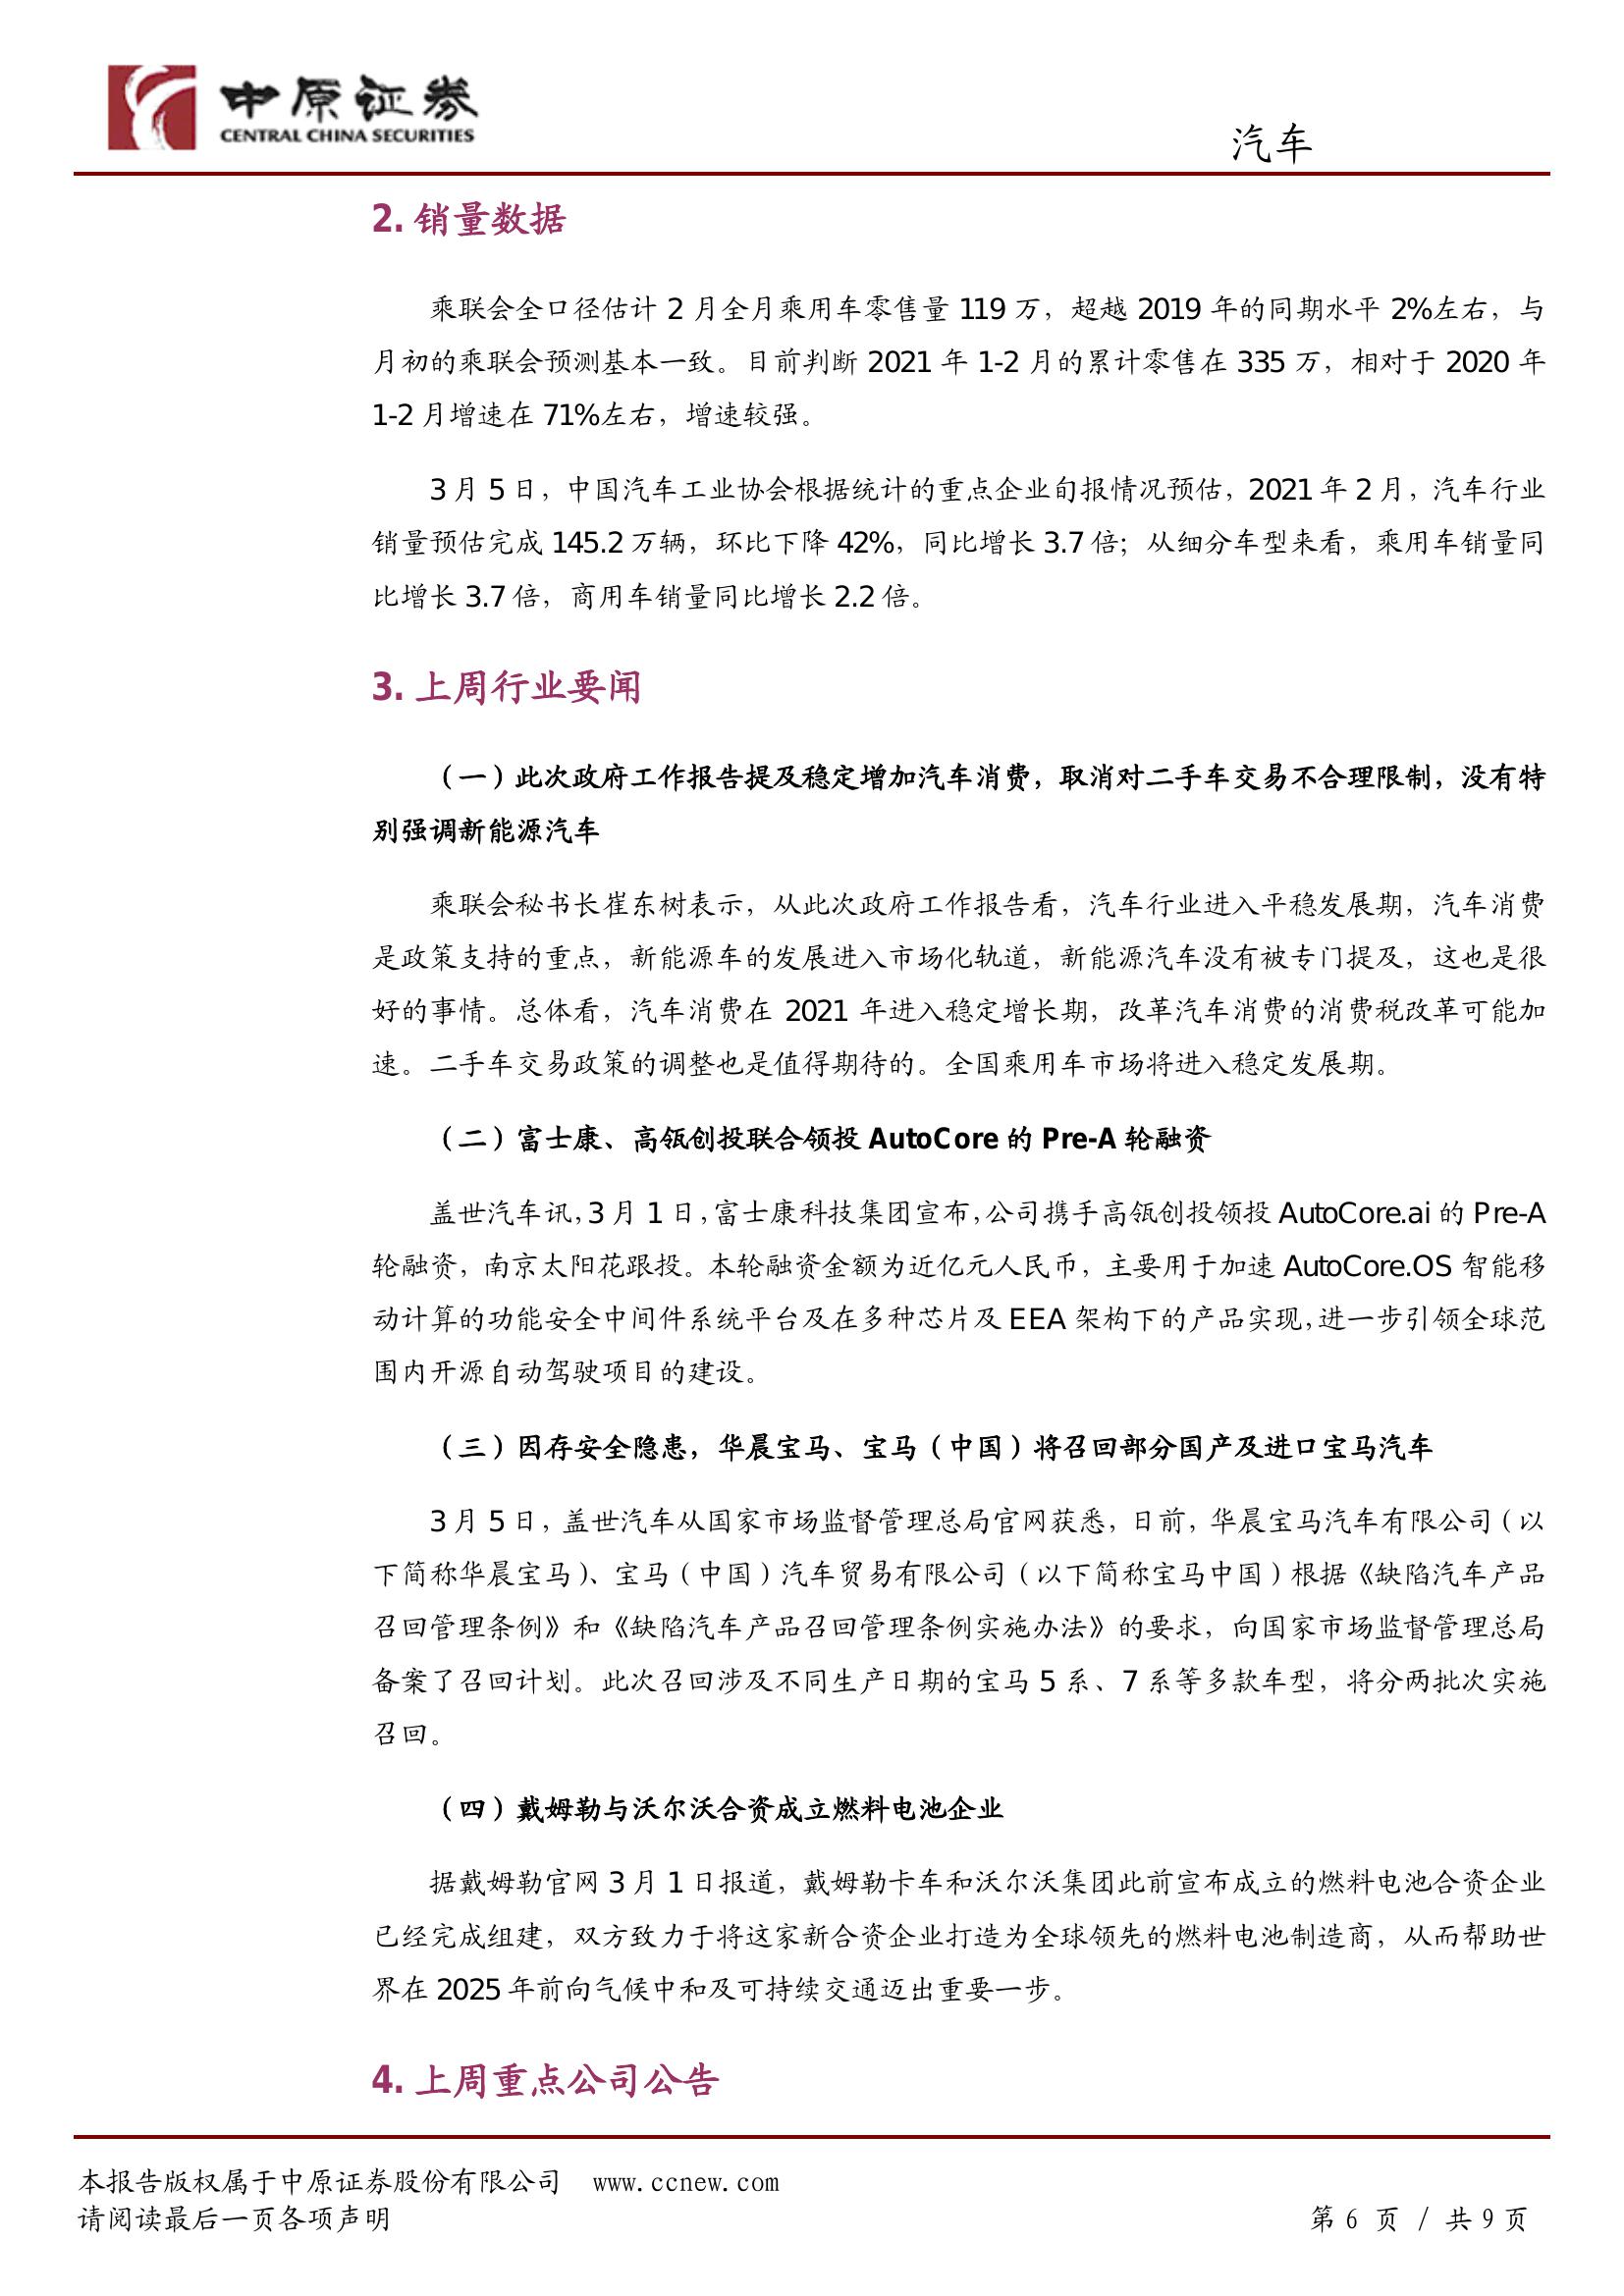 中原证券
CENTRAL CHINA SECURITIES
汽车
2. 销量数据
乘联会全口径估计 2 月全月乘用车零售量 119 万，超越 2019 年的同期水平 2%左右，与
月初的乘联会预测基本一致。目前判断 2021 年 1-2 月的累计零售在 335 万，相对于 2020 年
1-2 月增速在 71%左右，增速较强。
3 月 5 日，中国汽车工业协会根据统计的重点企业旬报情况预估，2021 年 2 月，汽车行业
销量预估完成 145.2 万辆，环比下降 42%，同比增长 3.7 倍；从细分车型来看，乘用车销量同
比增长 3.7 倍，商用车销量同比增长 2.2 倍。
3. 上周行业要闻
（一）此次政府工作报告提及稳定增加汽车消费，取消对二手车交易不合理限制，没有特
别强调新能源汽车
乘联会秘书长崔东树表示，从此次政府工作报告看，汽车行业进入平稳发展期，汽车消费
是政策支持的重点，新能源车的发展进入市场化轨道，新能源汽车没有被专门提及，这也是很
好的事情。总体看，汽车消费在 2021 年进入稳定增长期，改革汽车消费的消费税改革可能加
速。二手车交易政策的调整也是值得期待的。全国乘用车市场将进入稳定发展期。
（二）富士康、高瓴创投联合领投 AutoCore 的 Pre-A 轮融资
盖世汽车讯，3 月 1 日，富士康科技集团宣布，公司携手高瓴创投领投 AutoCore.ai 的 Pre-A
轮融资，南京太阳花跟投。本轮融资金额为近亿元人民币，主要用于加速 AutoCore.OS 智能移
动计算的功能安全中间件系统平台及在多种芯片及 EEA 架构下的产品实现，进一步引领全球范
围内开源自动驾驶项目的建设。
（三）因存安全隐患，华晨宝马、宝马（中国）将召回部分国产及进口宝马汽车
3 月 5 日，盖世汽车从国家市场监督管理总局官网获悉，日前，华晨宝马汽车有限公司（以
下简称华晨宝马）、宝马（中国）汽车贸易有限公司（以下简称宝马中国）根据《缺陷汽车产品
召回管理条例》和《缺陷汽车产品召回管理条例实施办法》的要求，向国家市场监督管理总局
备案了召回计划。此次召回涉及不同生产日期的宝马 5 系、7 系等多款车型，将分两批次实施
召回。
（四）戴姆勒与沃尔沃合资成立燃料电池企业
据戴姆勒官网 3 月 1 日报道，戴姆勒卡车和沃尔沃集团此前宣布成立的燃料电池合资企业
已经完成组建，双方致力于将这家新合资企业打造为全球领先的燃料电池制造商，从而帮助世
界在 2025 年前向气候中和及可持续交通迈出重要一步。
4. 上周重点公司公告
本报告版权属于中原证券股份有限公司 www.ccnew.com
请阅读最后一页各项声明
第 6 页 / 共 9 页